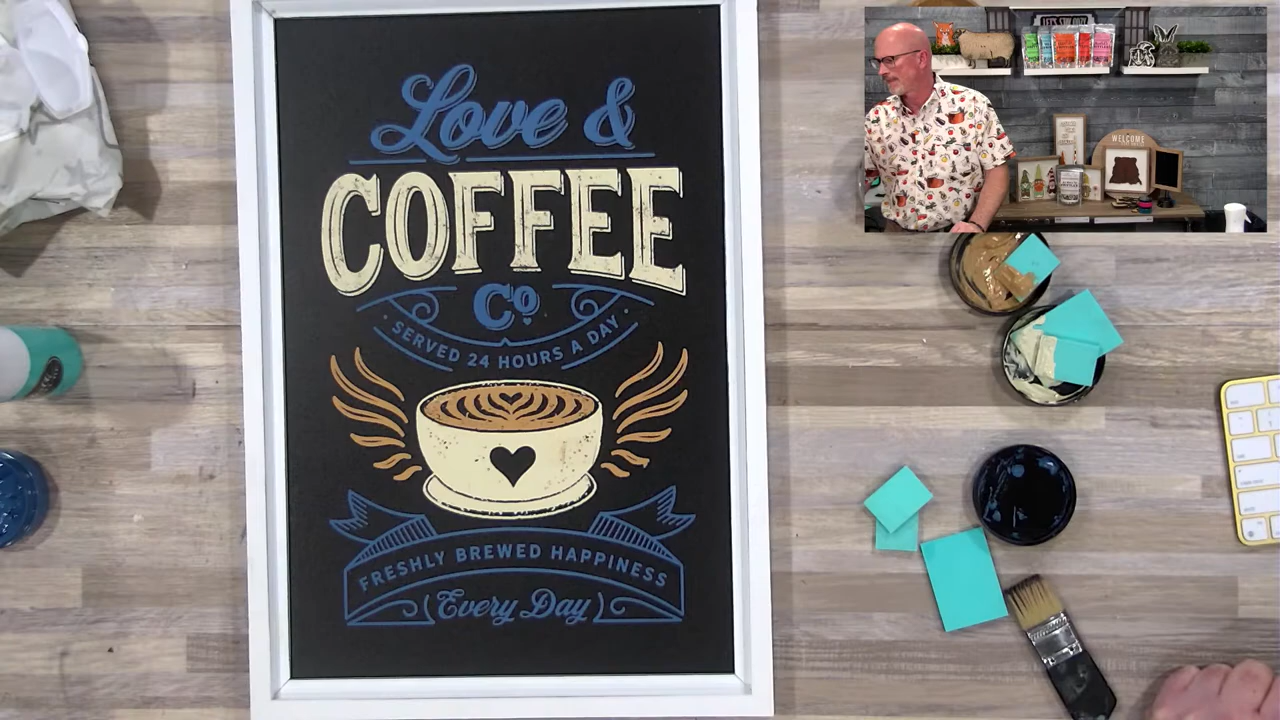 Love &
COFFEE
Co
· SERVED 24 HOURS A DAY ·
FRESHLY BREWED HAPPINESS
(Every Day)
WELCOME